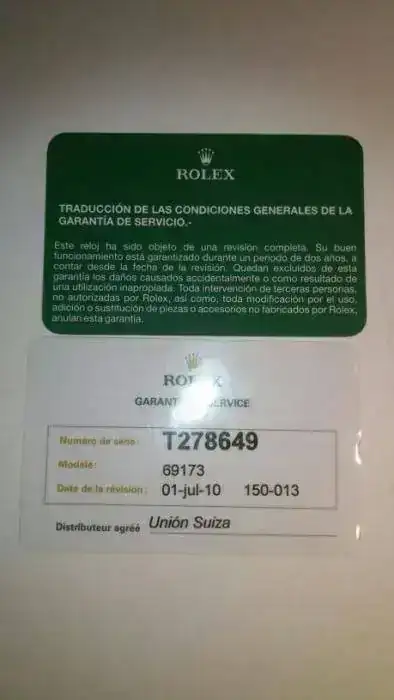 ROLEX
TRADUCCIÓN DE LAS CONDICIONES GENERALES DE LA
GARANTÍA DE SERVICIO.-
Este reloj ha sido objeto de una revisión completa. Su buen
funcionamiento está garantizado durante un periodo de dos años, a
contar desde la fecha de la revisión. Quedan excluidos de esta
garantía los daños causados accidentalmente o como resultado de
una utilización inapropiada. Toda intervención de terceras personas,
no autorizadas por Rolex, así como, toda modificación por el uso,
adición o sustitución de piezas o accesorios no fabricados por Rolex,
anulan esta garantía.
ROLEX
Numéro de série: T278649
Modèle: 69173
Date de la révision: 01-jul-10 150-013
Distributeur agréé Unión Suiza